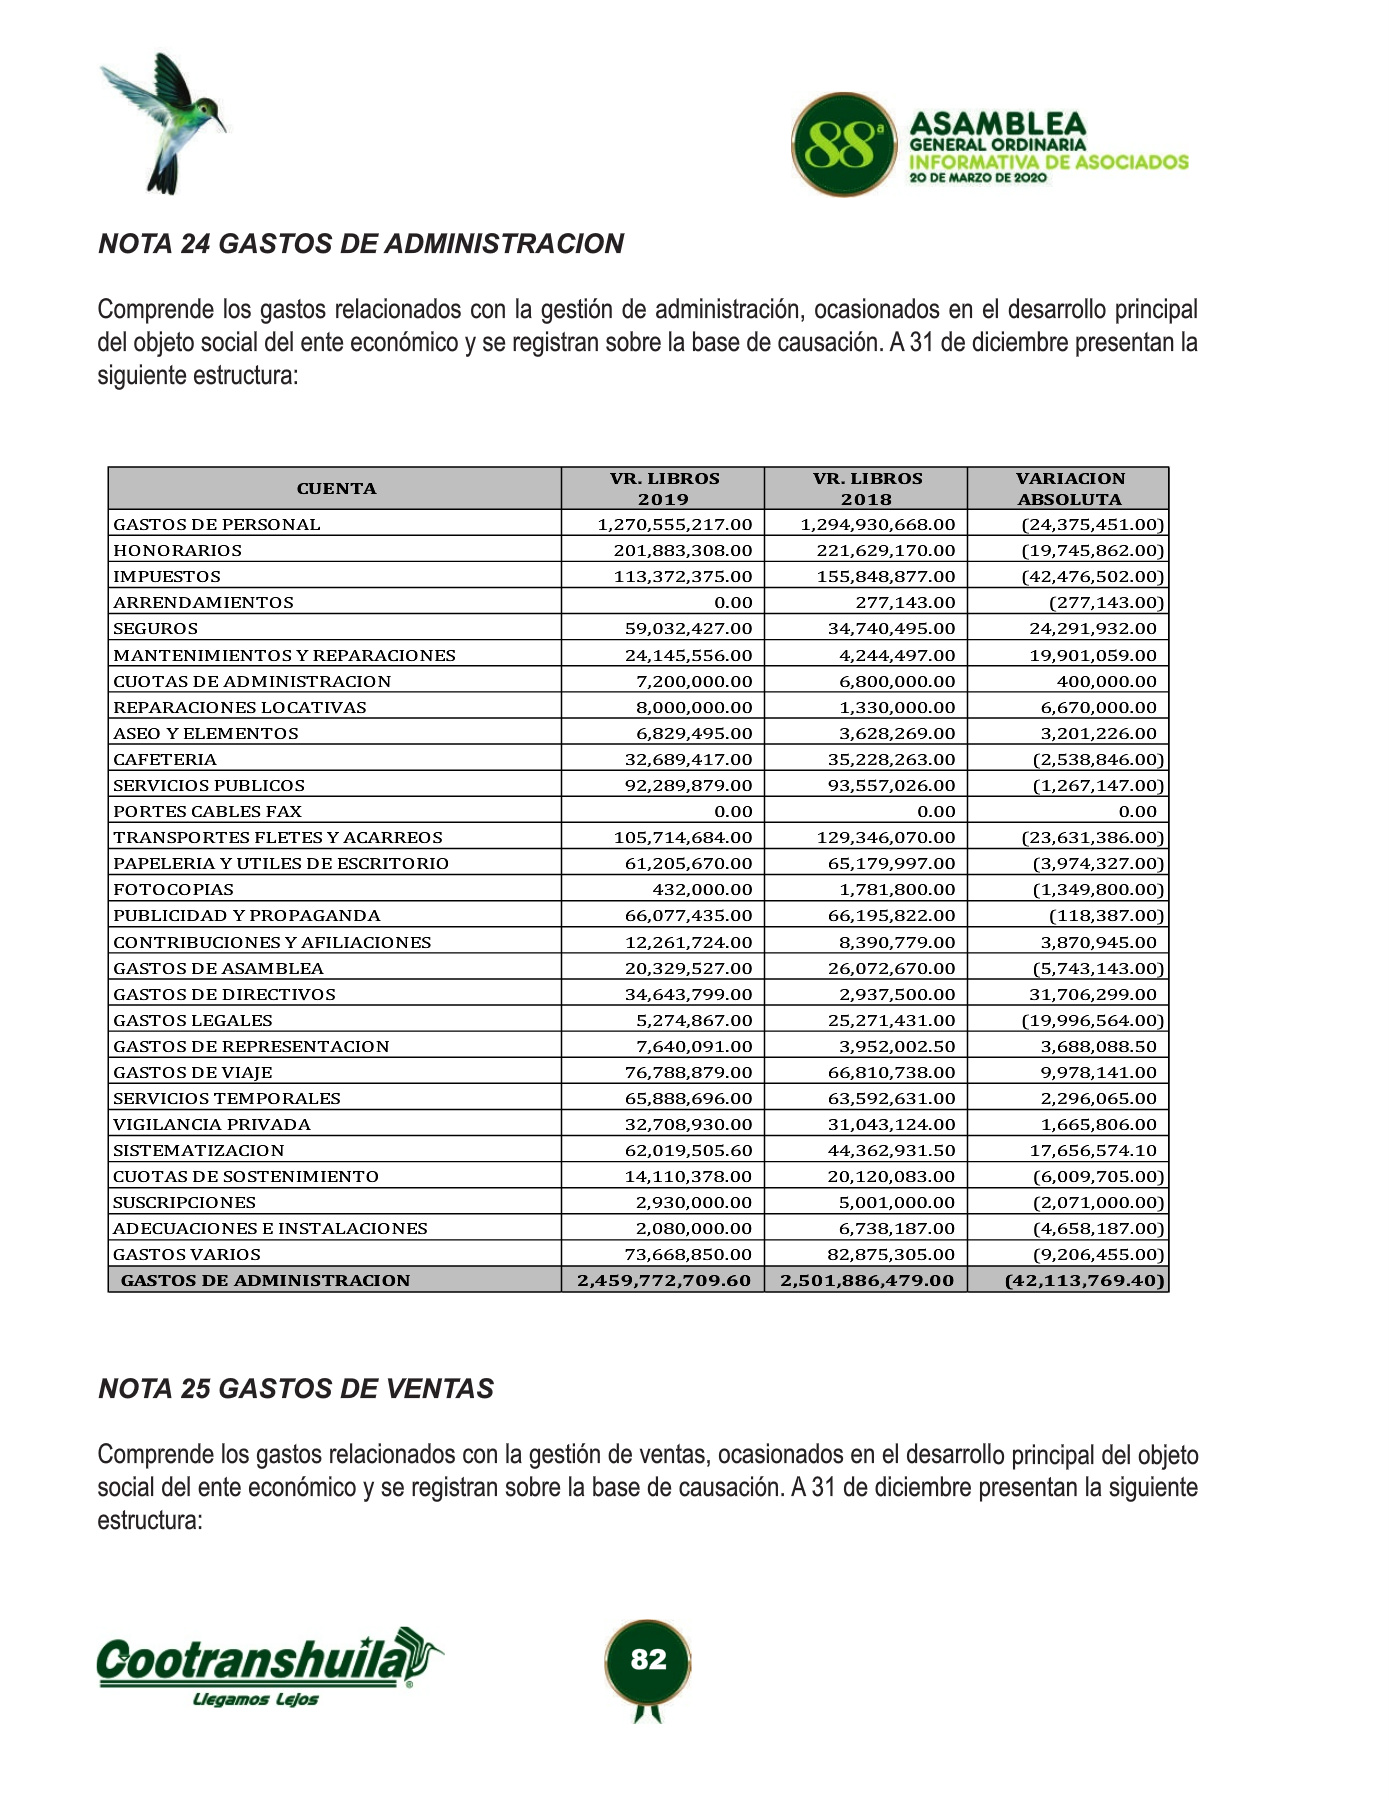 88ª
ASAMBLEA
GENERAL ORDINARIA
INFORMATIVA DE ASOCIADOS
20 DE MARZO DE 2020
NOTA 24 GASTOS DE ADMINISTRACION
Comprende los gastos relacionados con la gestión de administración, ocasionados en el desarrollo principal
del objeto social del ente económico y se registran sobre la base de causación. A 31 de diciembre presentan la
siguiente estructura:
CUENTA VR. LIBROS 2019 VR. LIBROS 2018 VARIACION ABSOLUTA
GASTOS DE PERSONAL 1,270,555,217.00 1,294,930,668.00 (24,375,451.00)
HONORARIOS 201,883,308.00 221,629,170.00 (19,745,862.00)
IMPUESTOS 113,372,375.00 155,848,877.00 (42,476,502.00)
ARRENDAMIENTOS 0.00 277,143.00 (277,143.00)
SEGUROS 59,032,427.00 34,740,495.00 24,291,932.00
MANTENIMIENTOS Y REPARACIONES 24,145,556.00 4,244,497.00 19,901,059.00
CUOTAS DE ADMINISTRACION 7,200,000.00 6,800,000.00 400,000.00
REPARACIONES LOCATIVAS 8,000,000.00 1,330,000.00 6,670,000.00
ASEO Y ELEMENTOS 6,829,495.00 3,628,269.00 3,201,226.00
CAFETERIA 32,689,417.00 35,228,263.00 (2,538,846.00)
SERVICIOS PUBLICOS 92,289,879.00 93,557,026.00 (1,267,147.00)
PORTES CABLES FAX 0.00 0.00 0.00
TRANSPORTES FLETES Y ACARREOS 105,714,684.00 129,346,070.00 (23,631,386.00)
PAPELERIA Y UTILES DE ESCRITORIO 61,205,670.00 65,179,997.00 (3,974,327.00)
FOTOCOPIAS 432,000.00 1,781,800.00 (1,349,800.00)
PUBLICIDAD Y PROPAGANDA 66,077,435.00 66,195,822.00 (118,387.00)
CONTRIBUCIONES Y AFILIACIONES 12,261,724.00 8,390,779.00 3,870,945.00
GASTOS DE ASAMBLEA 20,329,527.00 26,072,670.00 (5,743,143.00)
GASTOS DE DIRECTIVOS 34,643,799.00 2,937,500.00 31,706,299.00
GASTOS LEGALES 5,274,867.00 25,271,431.00 (19,996,564.00)
GASTOS DE REPRESENTACION 7,640,091.00 3,952,002.50 3,688,088.50
GASTOS DE VIAJE 76,788,879.00 66,810,738.00 9,978,141.00
SERVICIOS TEMPORALES 65,888,696.00 63,592,631.00 2,296,065.00
VIGILANCIA PRIVADA 32,708,930.00 31,043,124.00 1,665,806.00
SISTEMATIZACION 62,019,505.60 44,362,931.50 17,656,574.10
CUOTAS DE SOSTENIMIENTO 14,110,378.00 20,120,083.00 (6,009,705.00)
SUSCRIPCIONES 2,930,000.00 5,001,000.00 (2,071,000.00)
ADECUACIONES E INSTALACIONES 2,080,000.00 6,738,187.00 (4,658,187.00)
GASTOS VARIOS 73,668,850.00 82,875,305.00 (9,206,455.00)
GASTOS DE ADMINISTRACION 2,459,772,709.60 2,501,886,479.00 (42,113,769.40)
NOTA 25 GASTOS DE VENTAS
Comprende los gastos relacionados con la gestión de ventas, ocasionados en el desarrollo principal del objeto
social del ente económico y se registran sobre la base de causación. A 31 de diciembre presentan la siguiente
estructura:
Cootranshuila®
Llegamos Lejos
82